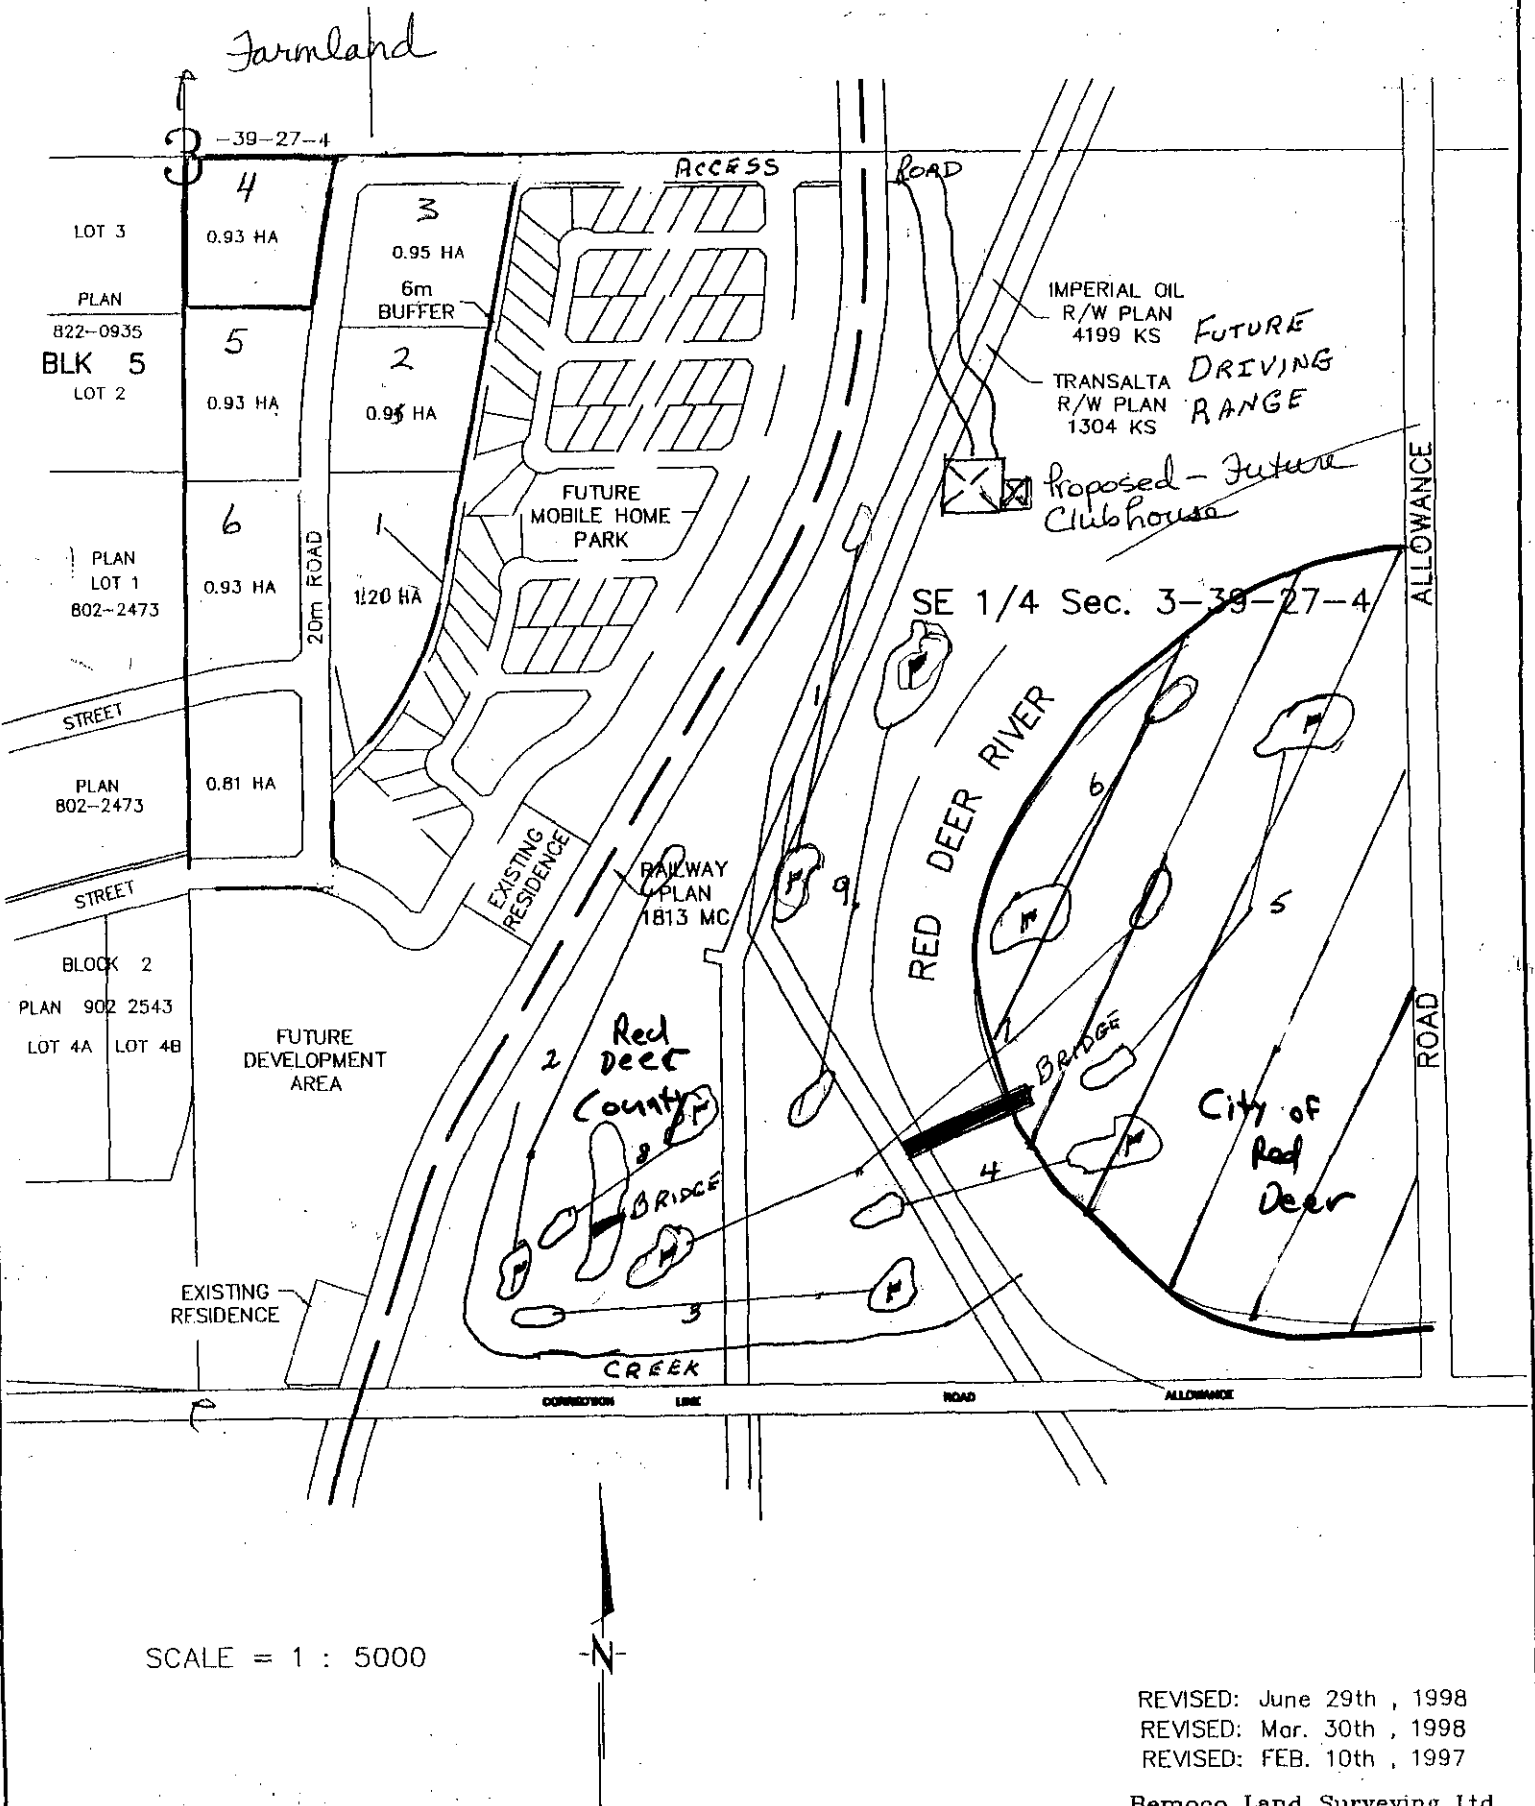 Farmland
3 -39-27-4
ACCESS ROAD
4
0.93 HA
LOT 3
PLAN
822-0935
BLK 5
LOT 2
3
0.95 HA
6m
BUFFER
5
0.93 HA
2
0.95 HA
IMPERIAL OIL
R/W PLAN
4199 KS
TRANSALTA
R/W PLAN
1304 KS
FUTURE
DRIVING
RANGE
Proposed - Future
Clubhouse
ALLOWANCE
ROAD
6
0.93 HA
PLAN
LOT 1
802-2473
20m ROAD
1
1.20 HA
FUTURE
MOBILE HOME
PARK
SE 1/4 Sec. 3-39-27-4
STREET
PLAN
802-2473
0.81 HA
STREET
EXISTING
RESIDENCE
RAILWAY
PLAN
1813 MC
RED DEER RIVER
1
9
6
5
7
BLOCK 2
PLAN 902 2543
LOT 4A
LOT 4B
FUTURE
DEVELOPMENT
AREA
2
Red
Deer
County
8
BRIDGE
BRIDGE
4
City of
Red
Deer
3
EXISTING
RESIDENCE
CREEK
CORRECTION LINE ROAD ALLOWANCE
SCALE = 1 : 5000
N
REVISED: June 29th , 1998
REVISED: Mar. 30th , 1998
REVISED: FEB. 10th , 1997
Bemoco Land Surveying Ltd